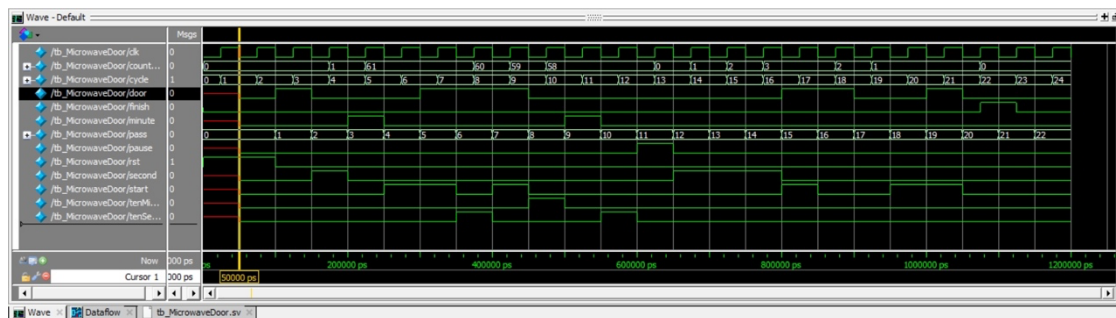 Wave - Default
Msgs
/tb_MicrowaveDoor/clk 0
/tb_MicrowaveDoor/count... 0 0 1 61 60 59 58 0 1 2 3 2 1 0
/tb_MicrowaveDoor/cycle 1 0 1 2 3 4 5 6 7 8 9 10 11 12 13 14 15 16 17 18 19 20 21 22 23 24
/tb_MicrowaveDoor/door 0
/tb_MicrowaveDoor/finish 0
/tb_MicrowaveDoor/minute 0
/tb_MicrowaveDoor/pass 0 0 1 2 3 4 5 6 7 8 9 10 11 12 13 14 15 16 17 18 19 20 21 22
/tb_MicrowaveDoor/pause 0
/tb_MicrowaveDoor/rst 1
/tb_MicrowaveDoor/second 0
/tb_MicrowaveDoor/start 0
/tb_MicrowaveDoor/tenMi... 0
/tb_MicrowaveDoor/tenSe... 0
Now 000 ps ps 200000 ps 400000 ps 600000 ps 800000 ps 1000000 ps 1200000 ps
Cursor 1 000 ps 50000 ps
Wave Dataflow tb_MicrowaveDoor.sv